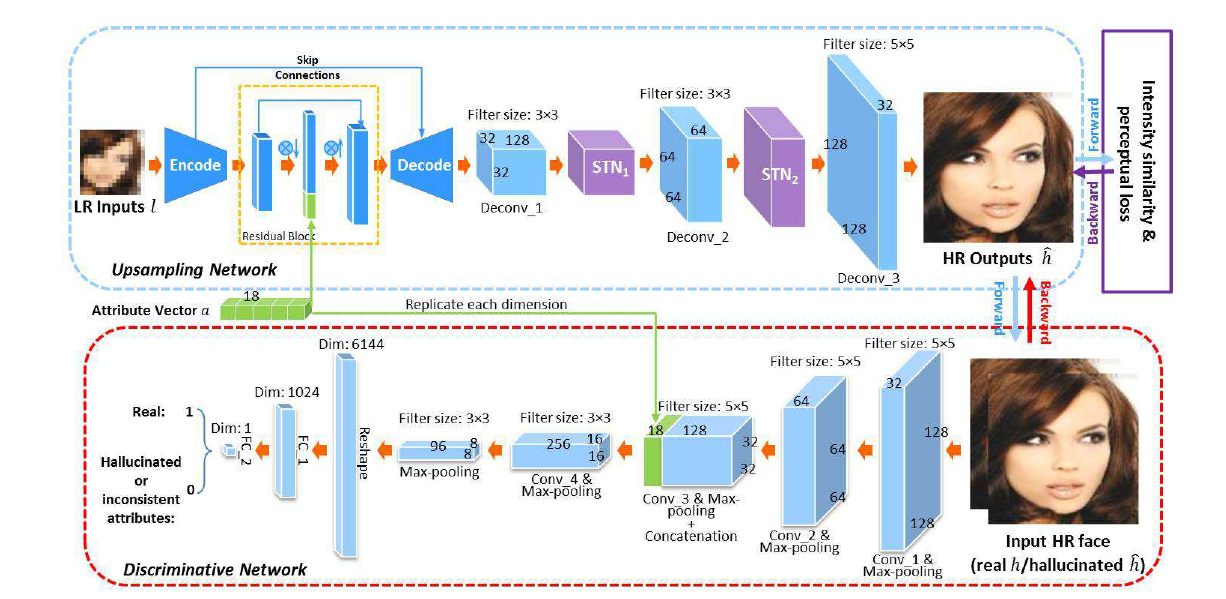 Skip
Connections
LR Inputs l
Encode
Residual Block
Decode
Filter size: 3×3
32
128
32
Deconv_1
STN1
Filter size: 3×3
64
64
64
Deconv_2
STN2
Filter size: 5×5
32
128
128
Deconv_3
HR Outputs ĥ
Forward
Backward
Intensity similarity &
perceptual loss
Upsampling Network
Attribute Vector a
18
Replicate each dimension
Forward
Backward
Real: 1
Hallucinated
or
inconsistent
attributes:
0
Dim: 1
FC_2
Dim: 1024
FC_1
Dim: 6144
Reshape
Filter size: 3×3
96
8
8
Max-pooling
Filter size: 3×3
256
16
16
Conv_4 &
Max-pooling
Filter size: 5×5
18
128
32
32
Conv_3 & Max-
pooling
+
Concatenation
Filter size: 5×5
64
64
64
Conv_2 &
Max-pooling
Filter size: 5×5
32
128
128
Conv_1 &
Max-pooling
Input HR face
(real h/hallucinated ĥ)
Discriminative Network